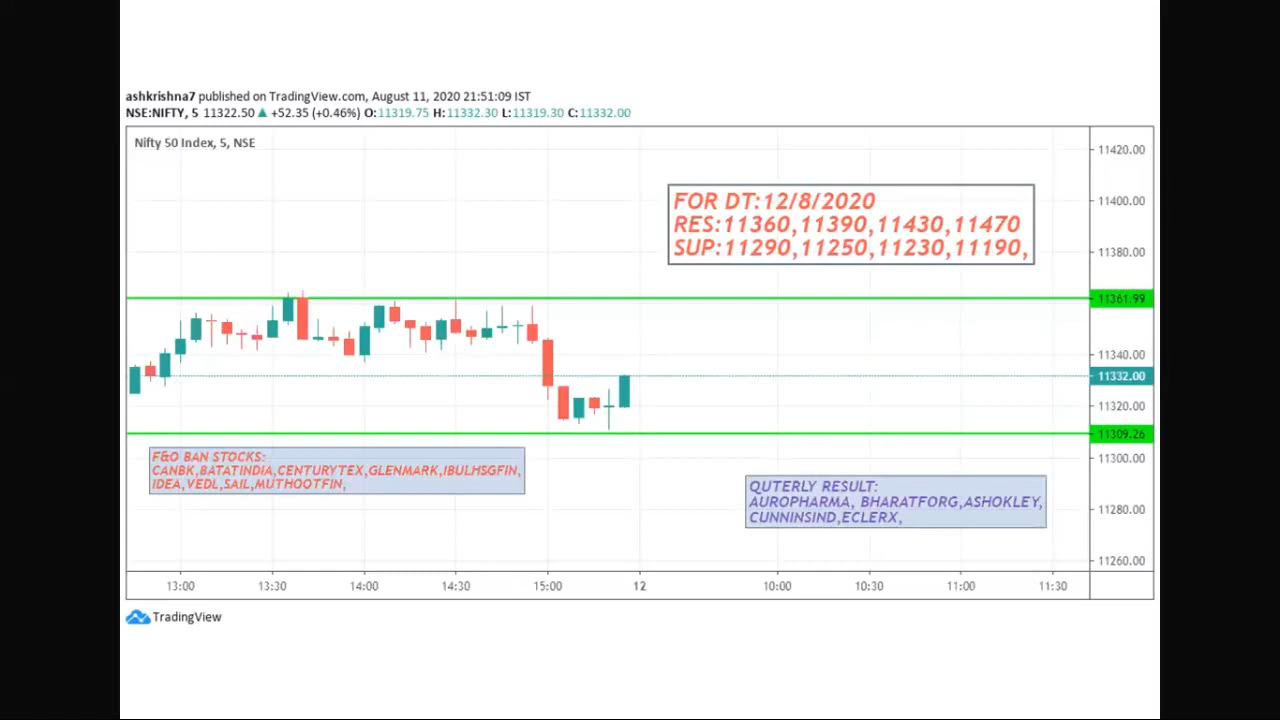 ashkrishna7 published on TradingView.com, August 11, 2020 21:51:09 IST
NSE:NIFTY, 5 11322.50 ▲ +52.35 (+0.46%) O:11319.75 H:11332.30 L:11319.30 C:11332.00
Nifty 50 Index, 5, NSE
11420.00
FOR DT:12/8/2020
RES:11360,11390,11430,11470
SUP:11290,11250,11230,11190,
11400.00
11380.00
11361.99
11340.00
11332.00
11320.00
11309.26
11300.00
F&O BAN STOCKS:
CANBK,BATATINDIA,CENTURYTEX,GLENMARK,IBULHSGFIN,
IDEA,VEDL,SAIL,MUTHOOTFIN,
QUTERLY RESULT:
AUROPHARMA, BHARATFORG,ASHOKLEY,
CUNNINSIND,ECLERX,
11280.00
11260.00
13:00 13:30 14:00 14:30 15:00 12 10:00 10:30 11:00 11:30
TradingView